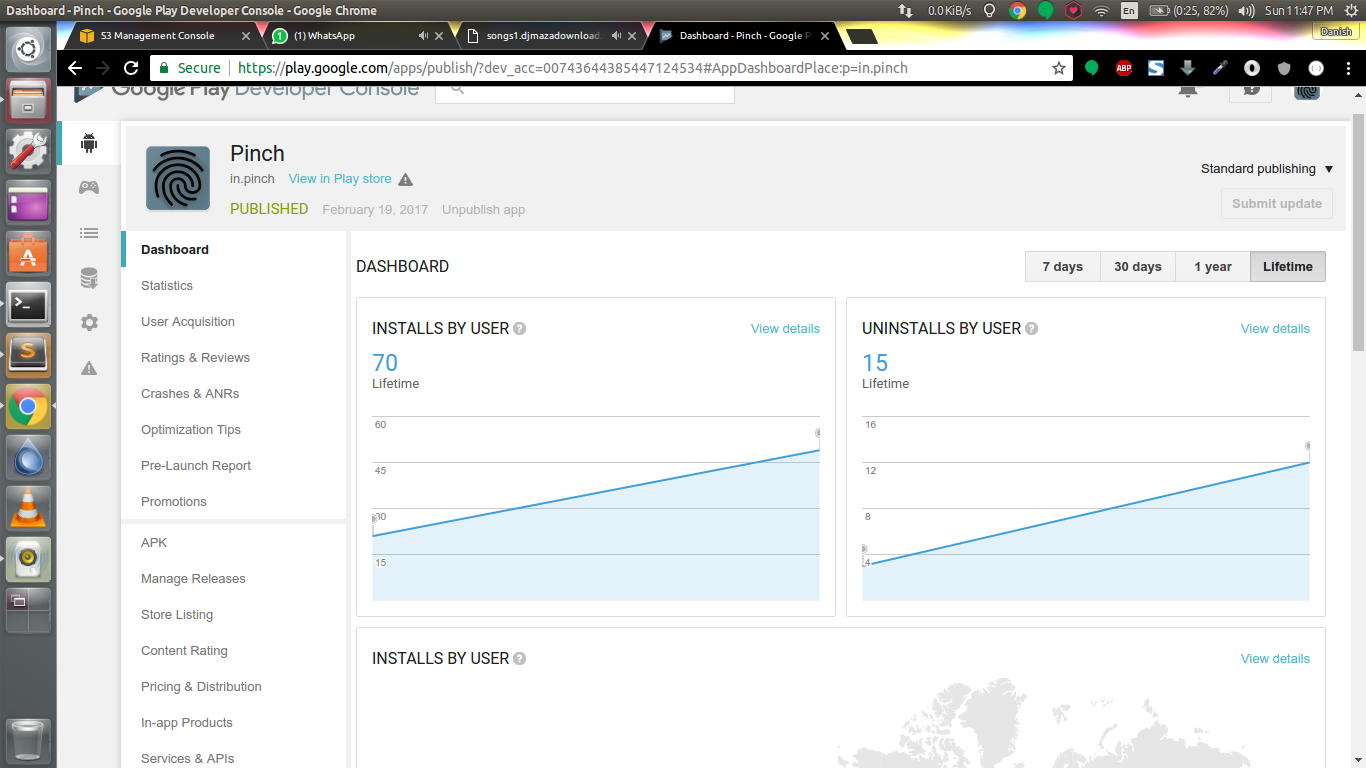 Dashboard - Pinch - Google Play Developer Console - Google Chrome
0.0 KiB/s
En
(0:25, 82%)
Sun 11:47 PM
S3 Management Console
(1) WhatsApp
songs1.djmazadownload.
Dashboard - Pinch - Google P
Danish
Secure
https://play.google.com/apps/publish/?dev_acc=00743644385447124534#AppDashboardPlace:p=in.pinch
ABP
Google Play Developer Console
Pinch
in.pinch
View in Play store
PUBLISHED
February 19, 2017
Unpublish app
Standard publishing
Submit update
Dashboard
Statistics
User Acquisition
Ratings & Reviews
Crashes & ANRs
Optimization Tips
Pre-Launch Report
Promotions
APK
Manage Releases
Store Listing
Content Rating
Pricing & Distribution
In-app Products
Services & APIs
DASHBOARD
7 days
30 days
1 year
Lifetime
INSTALLS BY USER ?
View details
70
Lifetime
60
45
30
15
UNINSTALLS BY USER ?
View details
15
Lifetime
16
12
8
4
INSTALLS BY USER ?
View details